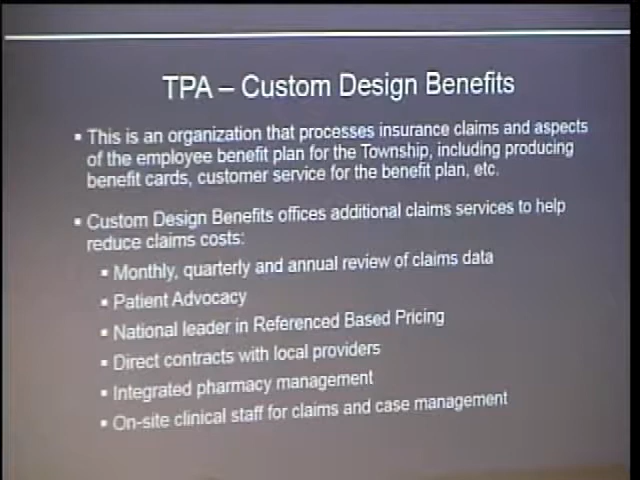 TPA – Custom Design Benefits
▪ This is an organization that processes insurance claims and aspects
of the employee benefit plan for the Township, including producing
benefit cards, customer service for the benefit plan, etc.
▪ Custom Design Benefits offices additional claims services to help
reduce claims costs:
▪ Monthly, quarterly and annual review of claims data
▪ Patient Advocacy
▪ National leader in Referenced Based Pricing
▪ Direct contracts with local providers
▪ Integrated pharmacy management
▪ On-site clinical staff for claims and case management